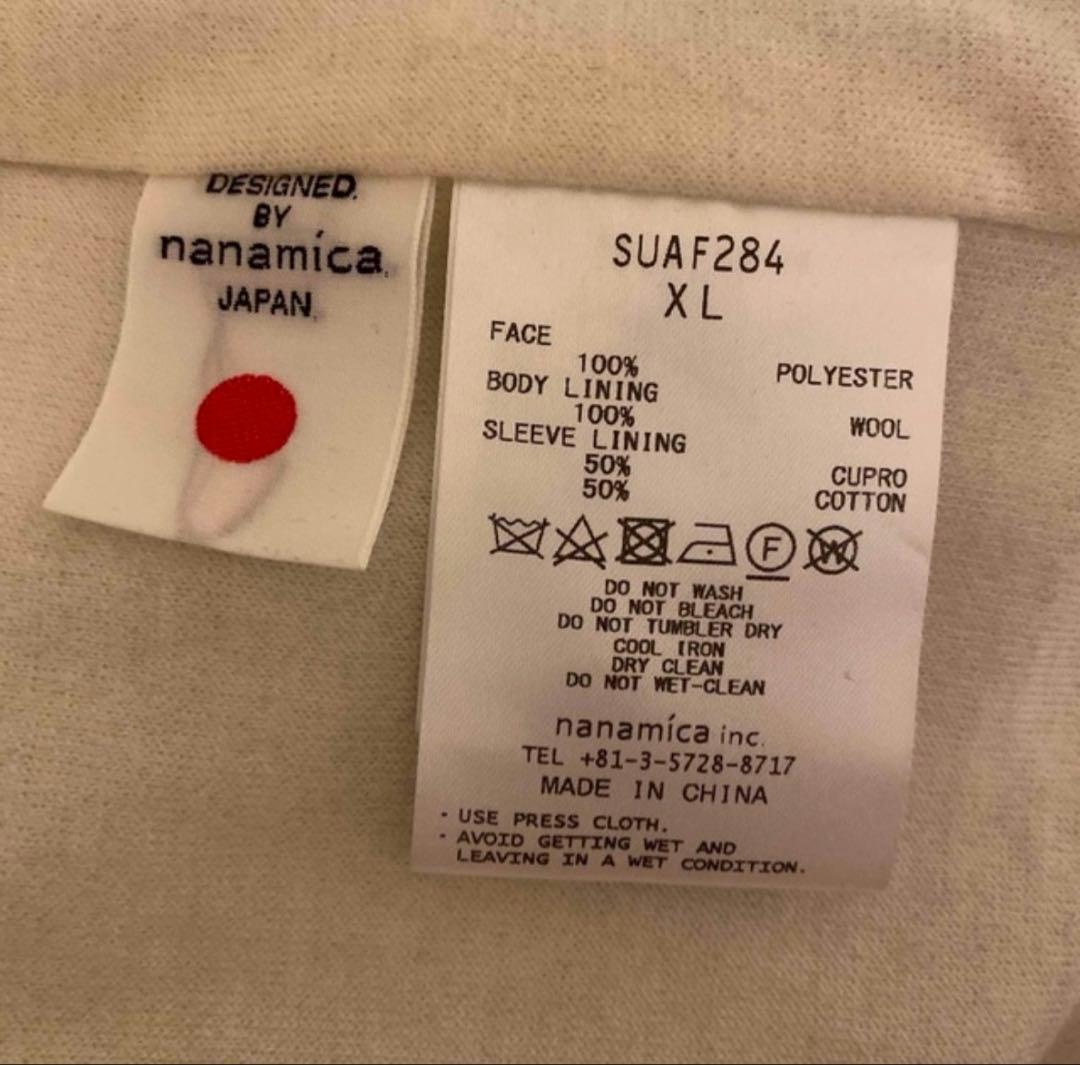 DESIGNED.
BY
nanamíca.
JAPAN.
SUAF284
XL
FACE
100% POLYESTER
BODY LINING
100% WOOL
SLEEVE LINING
50% CUPRO
50% COTTON
F W
DO NOT WASH
DO NOT BLEACH
DO NOT TUMBLER DRY
COOL IRON
DRY CLEAN
DO NOT WET-CLEAN
nanamíca inc.
TEL +81-3-5728-8717
MADE IN CHINA
· USE PRESS CLOTH.
· AVOID GETTING WET AND
LEAVING IN A WET CONDITION.